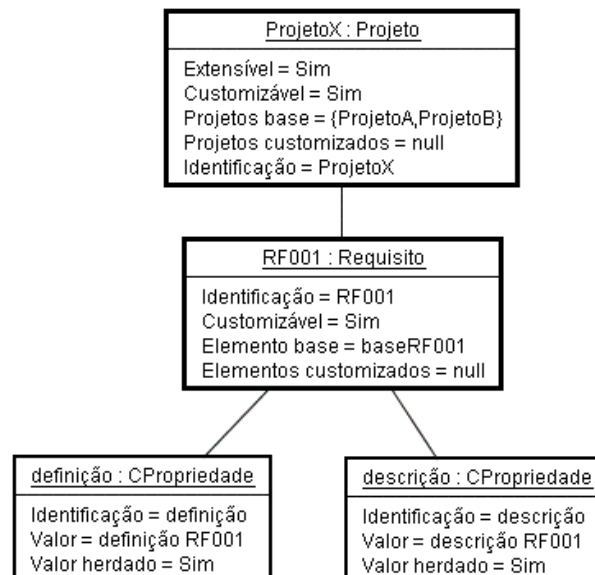 ProjetoX : Projeto
Extensível = Sim
Customizável = Sim
Projetos base = {ProjetoA,ProjetoB}
Projetos customizados = null
Identificação = ProjetoX
RF001 : Requisito
Identificação = RF001
Customizável = Sim
Elemento base = baseRF001
Elementos customizados = null
definição : CPropriedade
Identificação = definição
Valor = definição RF001
Valor herdado = Sim
descrição : CPropriedade
Identificação = descrição
Valor = descrição RF001
Valor herdado = Sim